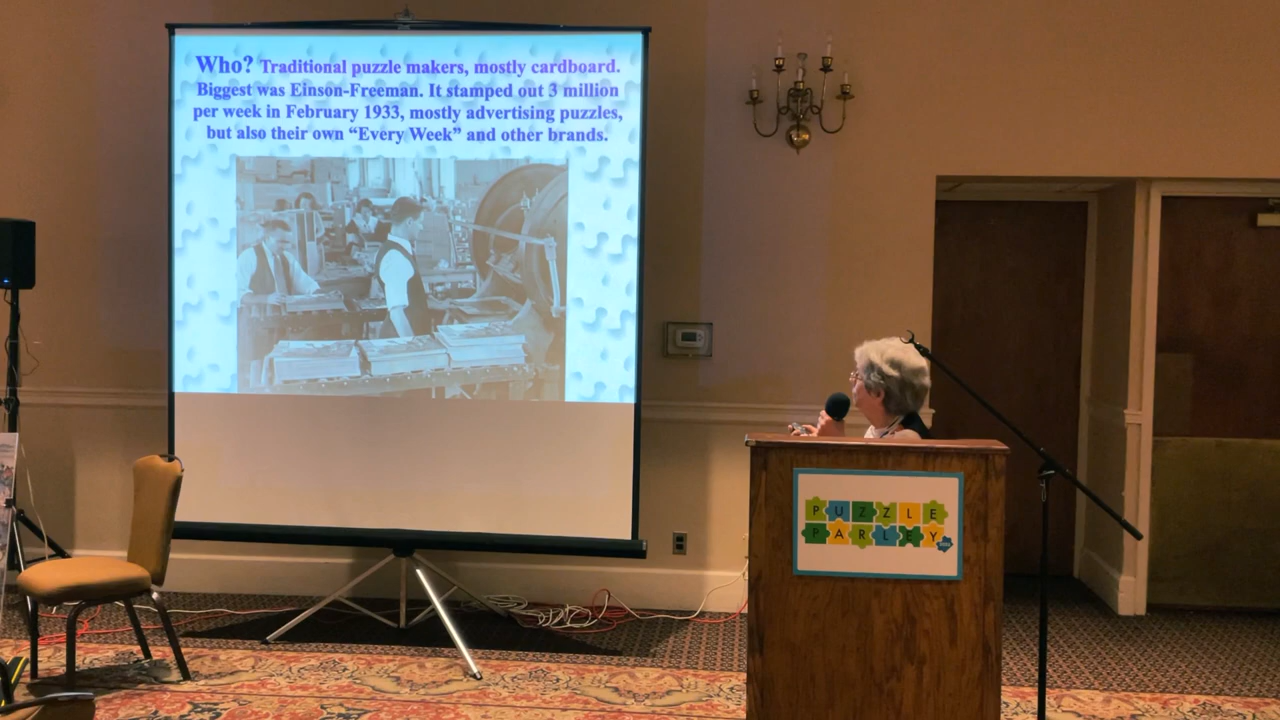 Who? Traditional puzzle makers, mostly cardboard.
Biggest was Einson-Freeman. It stamped out 3 million
per week in February 1933, mostly advertising puzzles,
but also their own “Every Week” and other brands.
PUZZLE
PARLEY